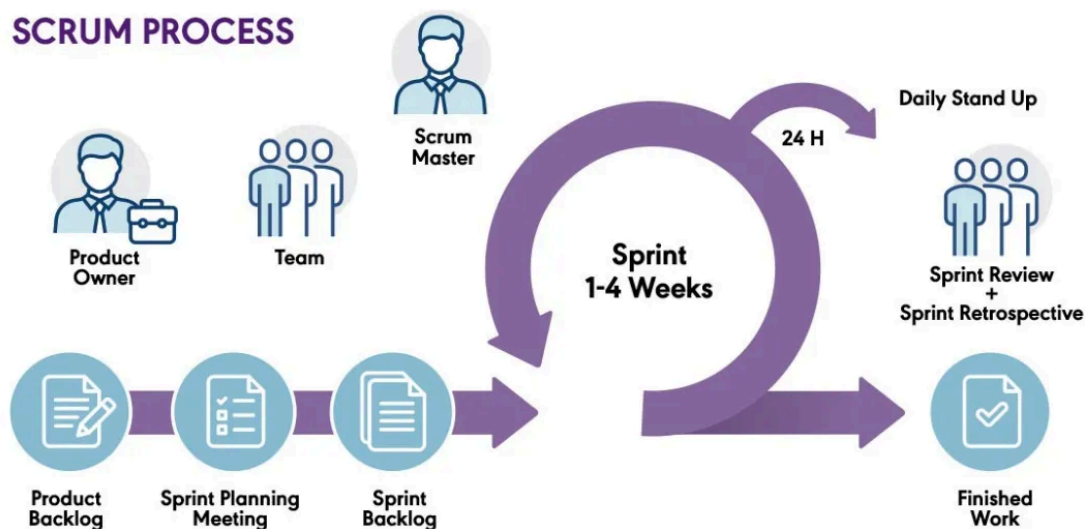 SCRUM PROCESS
Scrum
Master
Product
Owner
Team
Daily Stand Up
24 H
Sprint
1-4 Weeks
Sprint Review
+
Sprint Retrospective
Product
Backlog
Sprint Planning
Meeting
Sprint
Backlog
Finished
Work